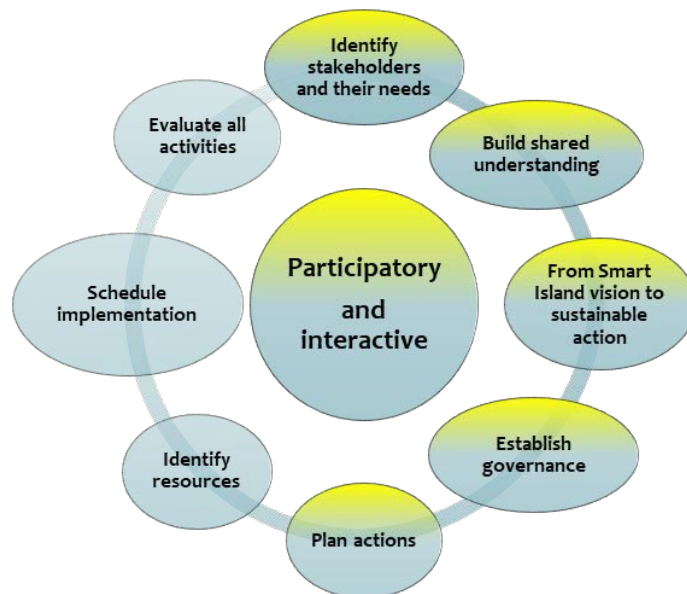 Identify
stakeholders
and their needs
Build shared
understanding
From Smart
Island vision to
sustainable
action
Establish
governance
Plan actions
Identify
resources
Schedule
implementation
Evaluate all
activities
Participatory
and
interactive